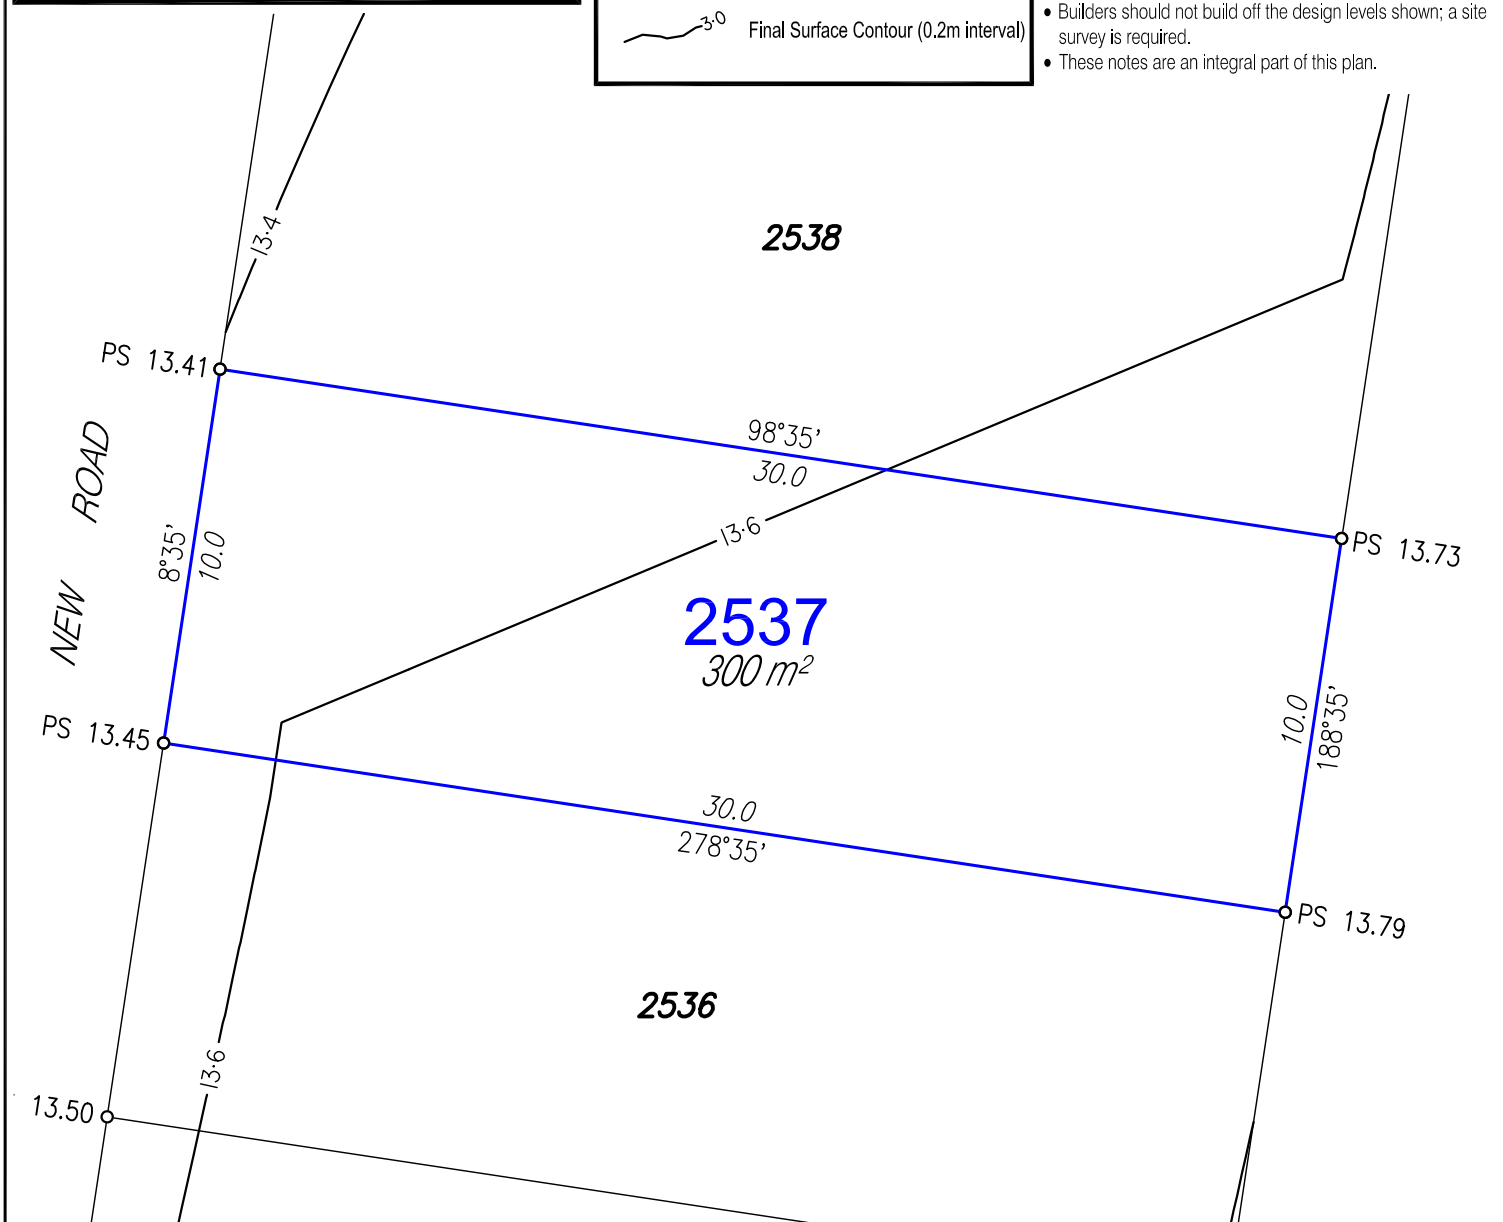 3·0
Final Surface Contour (0.2m interval)
• Builders should not build off the design levels shown; a site
survey is required.
• These notes are an integral part of this plan.
13·4
2538
PS 13.41
98°35'
30.0
NEW ROAD
8°35'
10.0
13·6
PS 13.73
2537
300 m²
PS 13.45
10.0
188°35'
30.0
278°35'
PS 13.79
2536
13·6
13.50